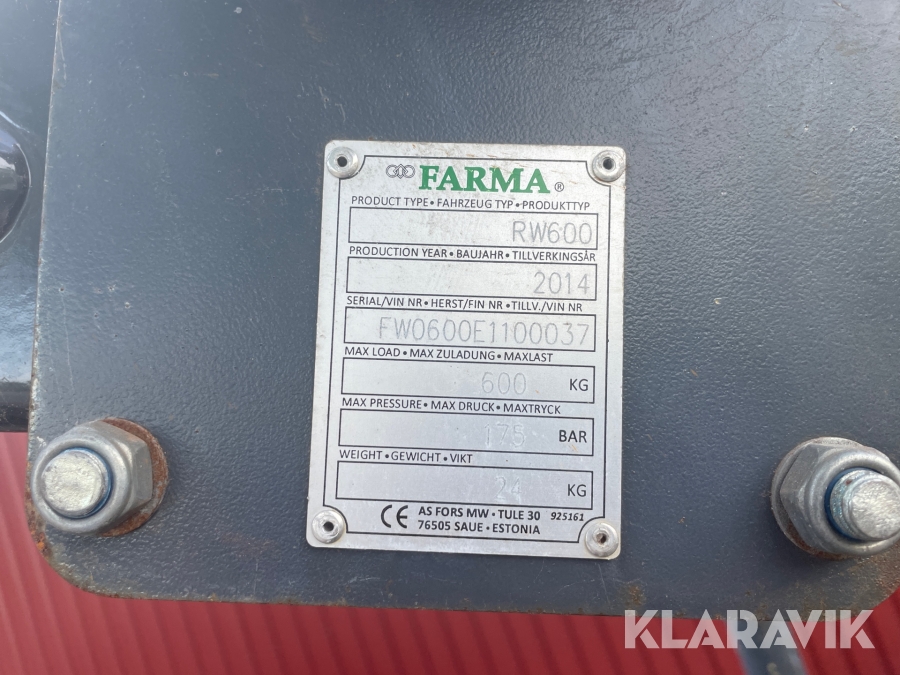 FARMA®
PRODUCT TYPE • FAHRZEUG TYP • PRODUKTTYP
RW600
PRODUCTION YEAR • BAUJAHR • TILLVERKINGSÅR
2014
SERIAL/VIN NR • HERST/FIN NR • TILLV./VIN NR
FW0600E1100037
MAX LOAD • MAX ZULADUNG • MAXLAST
600 KG
MAX PRESSURE • MAX DRUCK • MAXTRYCK
175 BAR
WEIGHT • GEWICHT • VIKT
24 KG
CE AS FORS MW • TULE 30 925161
76505 SAUE • ESTONIA
KLARAVIK